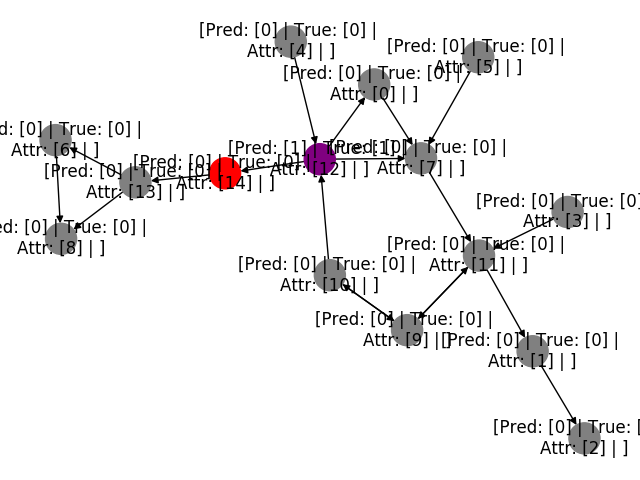 [Pred: [0] | True: [0] |
Attr: [4] | ]
[Pred: [0] | True: [0] |
Attr: [5] | ]
[Pred: [0] | True: [0] | ]
Attr: [0] | ]
d: [0] | True: [0] |
Attr: [6] | ]
[Pred: [1] | True: [1] |
Attr: [12] | ]
[Pred: [0] | True: [0] |
Attr: [7] | ]
[Pred: [0] | True: [0] |
Attr: [14] | ]
[Pred: [0] | True: [0] |
Attr: [13] | ]
[Pred: [0] | True: [0]
Attr: [3] | ]
ed: [0] | True: [0] |
Attr: [8] | ]
[Pred: [0] | True: [0] |
Attr: [11] | ]
[Pred: [0] | True: [0] |
Attr: [10] | ]
[Pred: [0] | True: [0] |
Attr: [9] | ]
[Pred: [0] | True: [0] |
Attr: [1] | ]
[Pred: [0] | True: [
Attr: [2] | ]